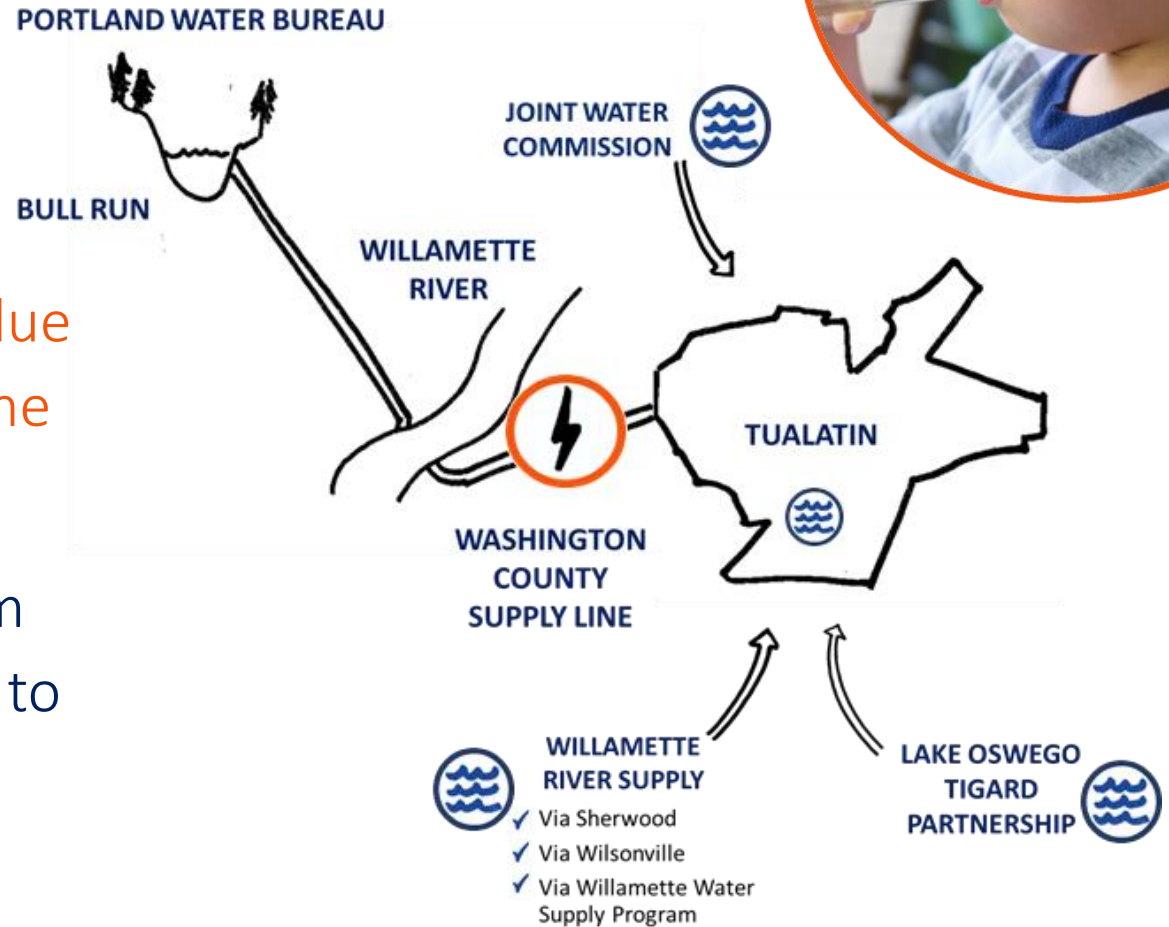 PORTLAND WATER BUREAU
JOINT WATER
COMMISSION
BULL RUN
WILLAMETTE
RIVER
TUALATIN
WASHINGTON
COUNTY
SUPPLY LINE
to
WILLAMETTE
RIVER SUPPLY
✓ Via Sherwood
✓ Via Wilsonville
✓ Via Willamette Water
Supply Program
LAKE OSWEGO
TIGARD
PARTNERSHIP